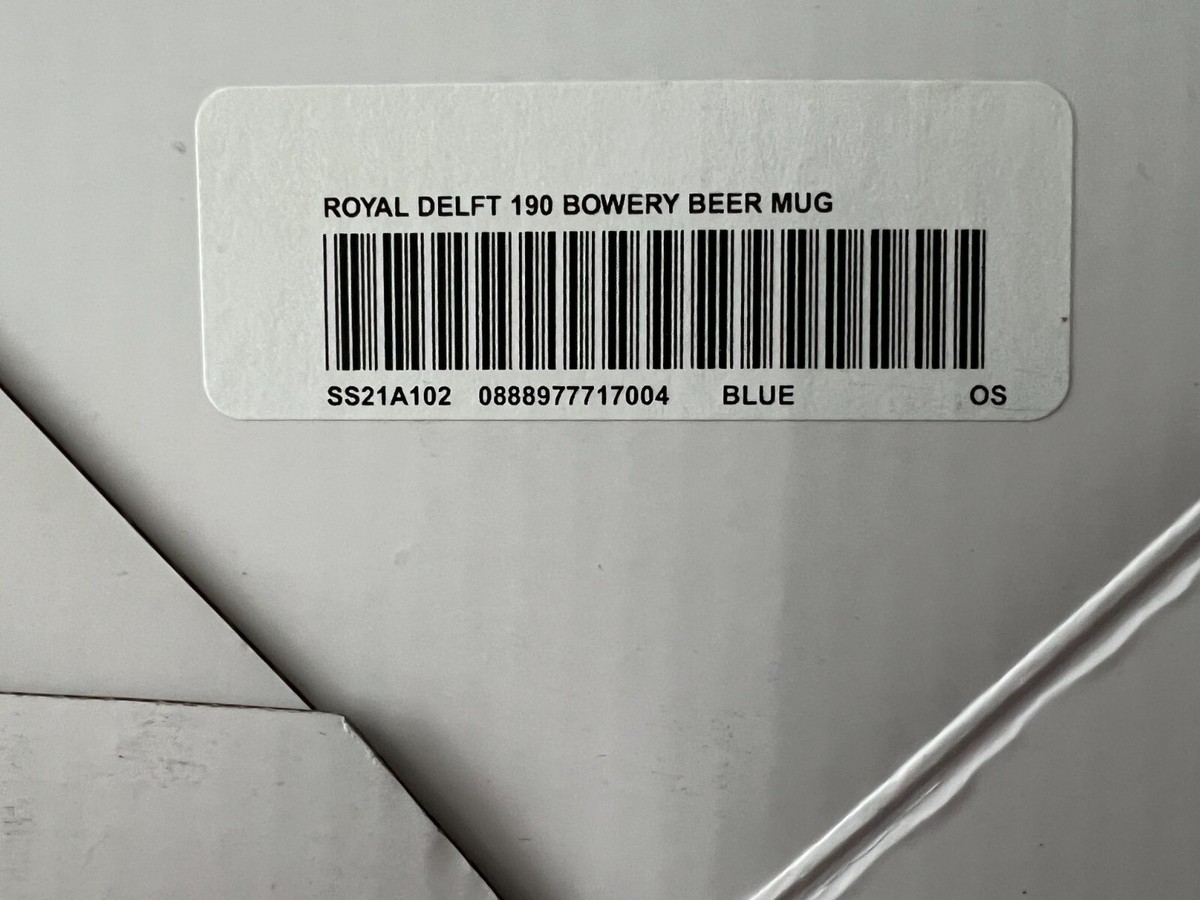 ROYAL DELFT 190 BOWERY BEER MUG
SS21A102 0888977717004 BLUE OS